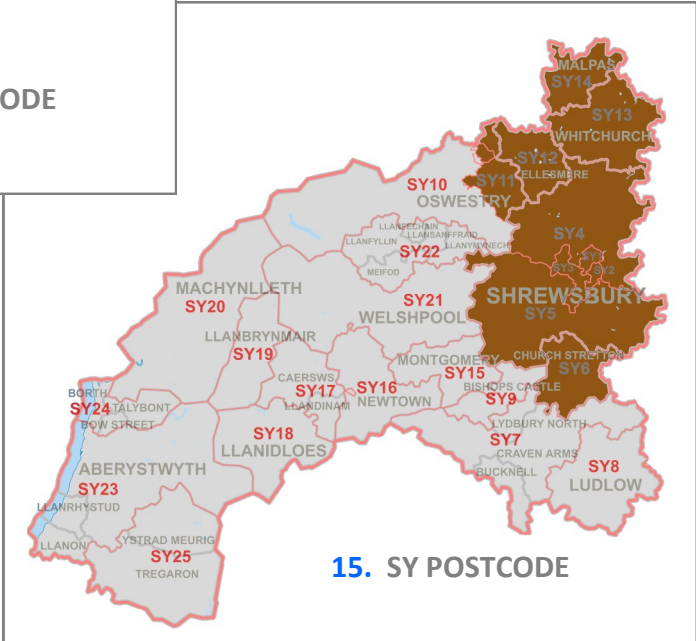 ODE
MALPAS
SY14
SY13
WHITCHURCH
SY12
ELLESMERE
SY11
SY10
OSWESTRY
LLANFECHAIN
LLANSANFFRAID
LLANFYLLIN
SY22
LLANYMYNECH
MEIFOD
SY4
SY1
SY3
SY2
MACHYNLLETH
SY20
SY21
WELSHPOOL
SHREWSBURY
SY5
LLANBRYNMAIR
SY19
MONTGOMERY
SY15
CHURCH STRETTON
SY6
CAERSWS
SY17
LLANDINAM
SY16
NEWTOWN
BISHOPS CASTLE
SY9
BORTH
SY24
TALYBONT
BOW STREET
LYDBURY NORTH
SY7
CRAVEN ARMS
BUCKNELL
SY8
LUDLOW
SY18
LLANIDLOES
ABERYSTWYTH
SY23
LLANRHYSTUD
LLANON
YSTRAD MEURIG
SY25
TREGARON
15. SY POSTCODE